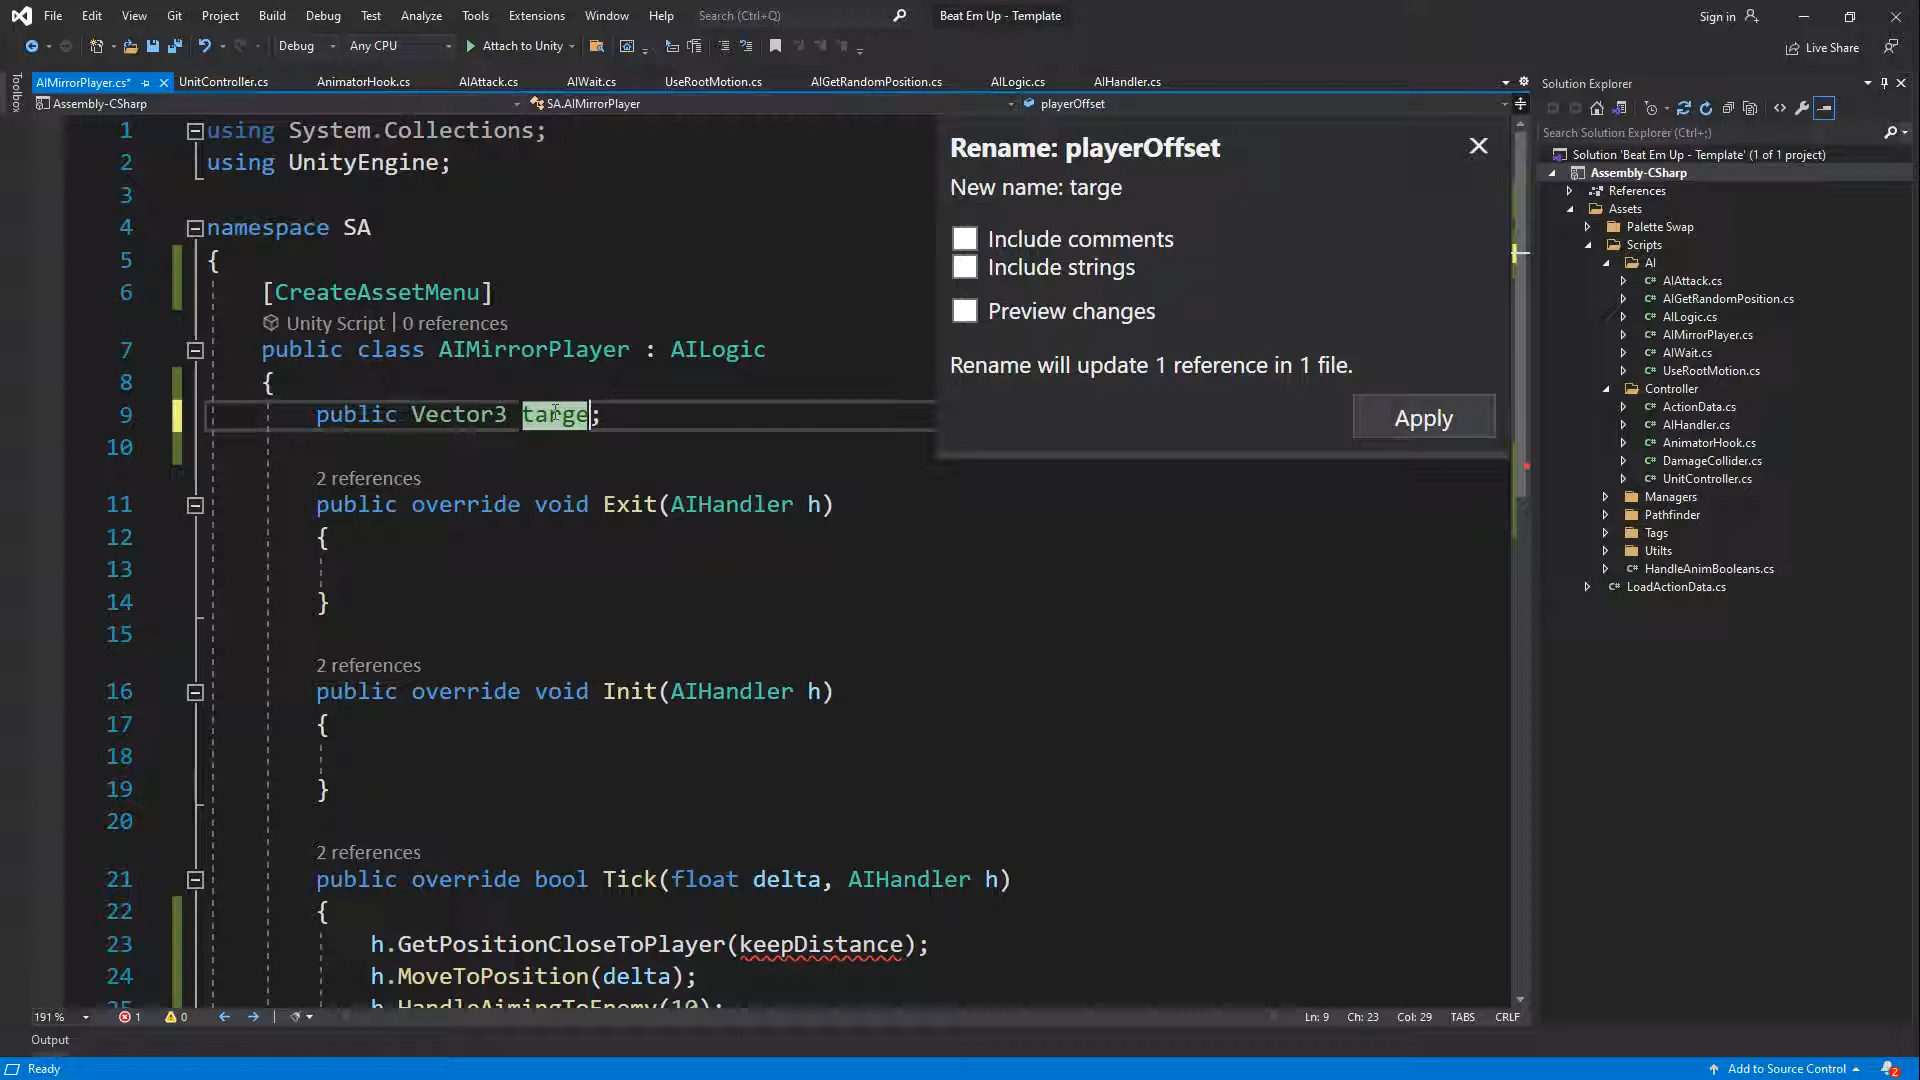 File Edit View Git Project Build Debug Test Analyze Tools Extensions Window Help Search (Ctrl+Q) Beat Em Up - Template Sign in
Debug Any CPU Attach to Unity Live Share
Toolbox
AIMirrorPlayer.cs* UnitController.cs AnimatorHook.cs AIAttack.cs AIWait.cs UseRootMotion.cs AIGetRandomPosition.cs AILogic.cs AIHandler.cs
Assembly-CSharp SA.AIMirrorPlayer playerOffset
1 using System.Collections;
2 using UnityEngine;
3
4 namespace SA
5 {
6 [CreateAssetMenu]
Unity Script | 0 references
7 public class AIMirrorPlayer : AILogic
8 {
9 public Vector3 targe;
10
2 references
11 public override void Exit(AIHandler h)
12 {
13
14 }
15
2 references
16 public override void Init(AIHandler h)
17 {
18
19 }
20
2 references
21 public override bool Tick(float delta, AIHandler h)
22 {
23 h.GetPositionCloseToPlayer(keepDistance);
24 h.MoveToPosition(delta);
25 h.HandleAimingToEnemy(10);
Rename: playerOffset
New name: targe
Include comments
Include strings
Preview changes
Rename will update 1 reference in 1 file.
Apply
Solution Explorer
Search Solution Explorer (Ctrl+;)
Solution 'Beat Em Up - Template' (1 of 1 project)
Assembly-CSharp
References
Assets
Palette Swap
Scripts
AI
C# AIAttack.cs
C# AIGetRandomPosition.cs
C# AILogic.cs
C# AIMirrorPlayer.cs
C# AIWait.cs
C# UseRootMotion.cs
Controller
C# ActionData.cs
C# AIHandler.cs
C# AnimatorHook.cs
C# DamageCollider.cs
C# UnitController.cs
Managers
Pathfinder
Tags
Utilts
C# HandleAnimBooleans.cs
C# LoadActionData.cs
191 % 1 0 Ln: 9 Ch: 23 Col: 29 TABS CRLF
Output
Ready Add to Source Control 2